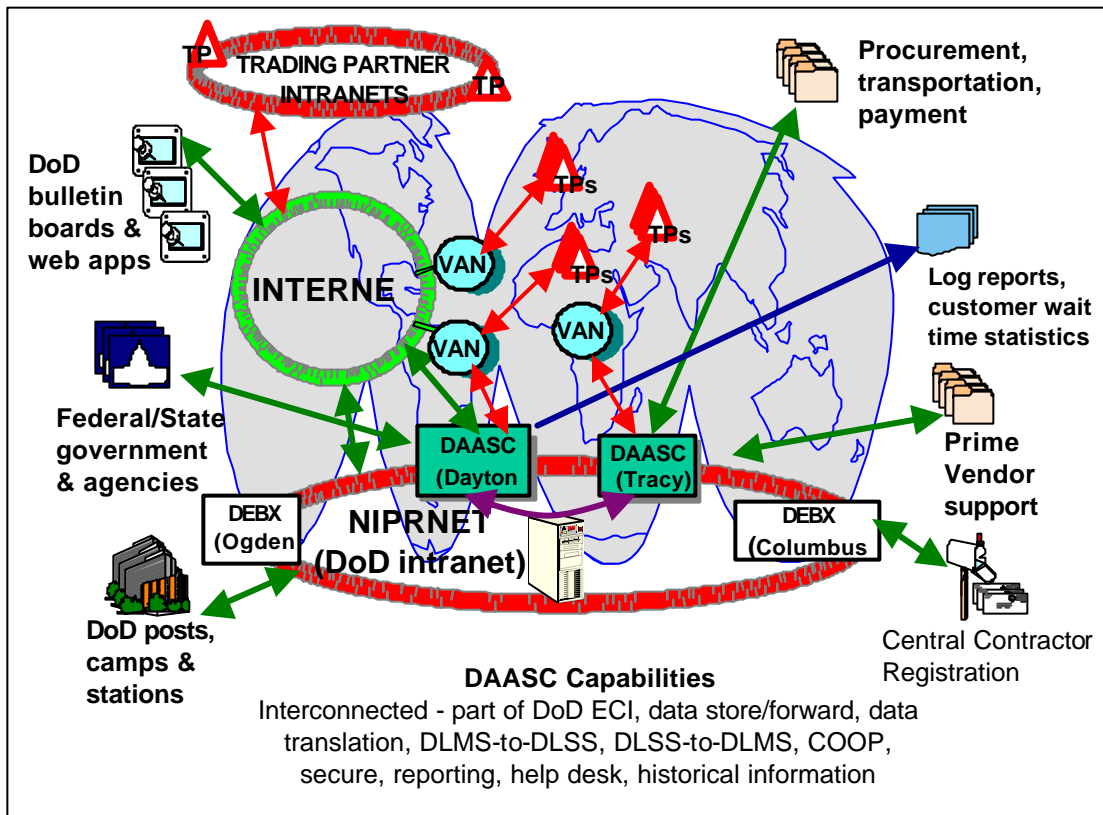 TP
TRADING PARTNER
INTRANETS
TP
Procurement,
transportation,
payment
DoD
bulletin
boards &
web apps
TPs
TPs
TPs
VAN
VAN
VAN
INTERNE
Log reports,
customer wait
time statistics
Federal/State
government
& agencies
DAASC
(Dayton
DAASC
(Tracy)
Prime
Vendor
support
DEBX
(Ogden
NIPRNET
(DoD intranet)
DEBX
(Columbus
DoD posts,
camps &
stations
Central Contractor
Registration
DAASC Capabilities
Interconnected - part of DoD ECI, data store/forward, data
translation, DLMS-to-DLSS, DLSS-to-DLMS, COOP,
secure, reporting, help desk, historical information